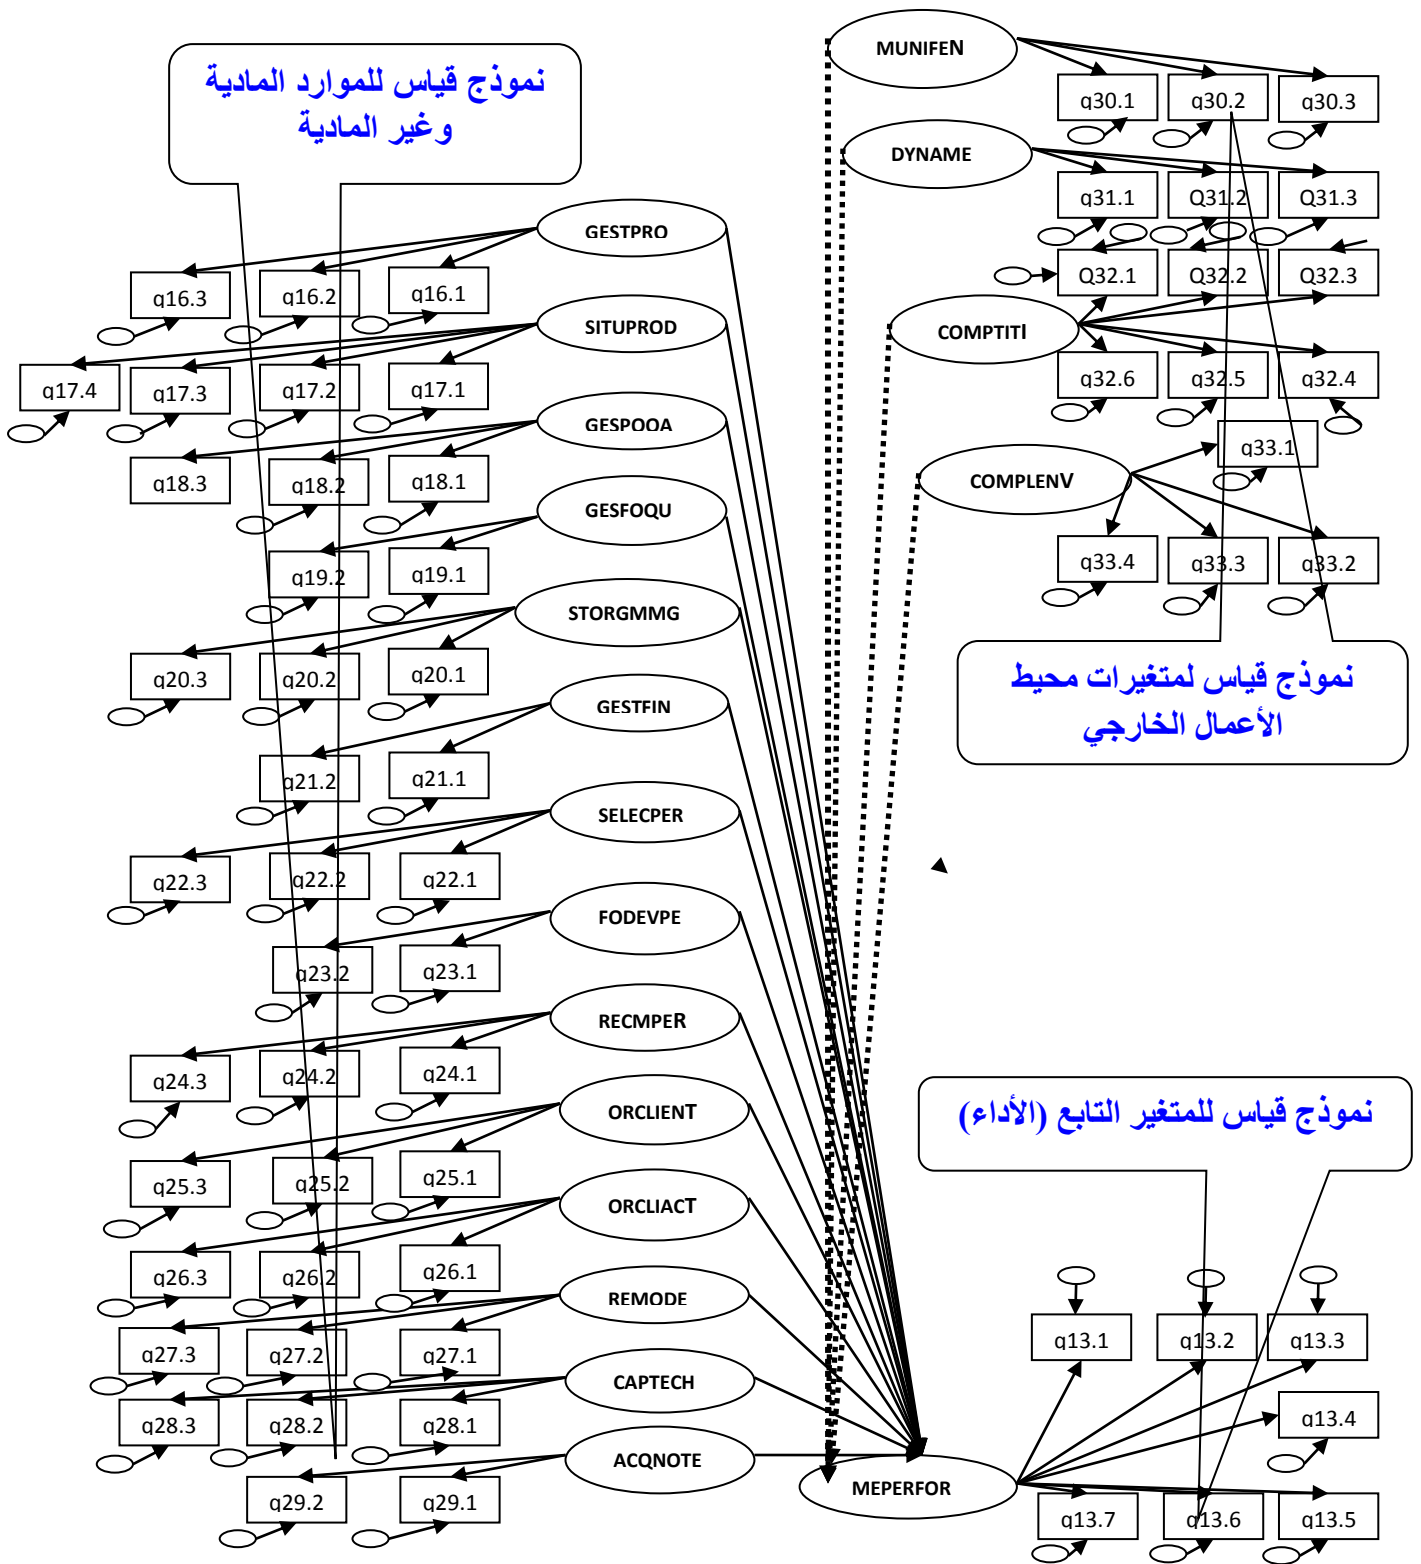 نموذج قياس للموارد المادية
وغير المادية
MUNIFEN
q30.1 q30.2 q30.3
DYNAME
q31.1 Q31.2 Q31.3
Q32.1 Q32.2 Q32.3
COMPTITI
q32.6 q32.5 q32.4
q33.1
COMPLENV
q33.4 q33.3 q33.2
نموذج قياس لمتغيرات محيط
الأعمال الخارجي
GESTPRO
q16.3 q16.2 q16.1
SITUPROD
q17.4 q17.3 q17.2 q17.1
GESPOOA
q18.3 q18.2 q18.1
GESFOQU
q19.2 q19.1
STORGMMG
q20.3 q20.2 q20.1
GESTFIN
q21.2 q21.1
SELECPER
q22.3 q22.2 q22.1
FODEVPE
q23.2 q23.1
RECMPER
q24.3 q24.2 q24.1
ORCLIENT
q25.3 q25.2 q25.1
ORCLIACT
q26.3 q26.2 q26.1
REMODE
q27.3 q27.2 q27.1
CAPTECH
q28.3 q28.2 q28.1
ACQNOTE
q29.2 q29.1
نموذج قياس للمتغير التابع (الأداء)
q13.1 q13.2 q13.3
q13.4
MEPERFOR
q13.7 q13.6 q13.5